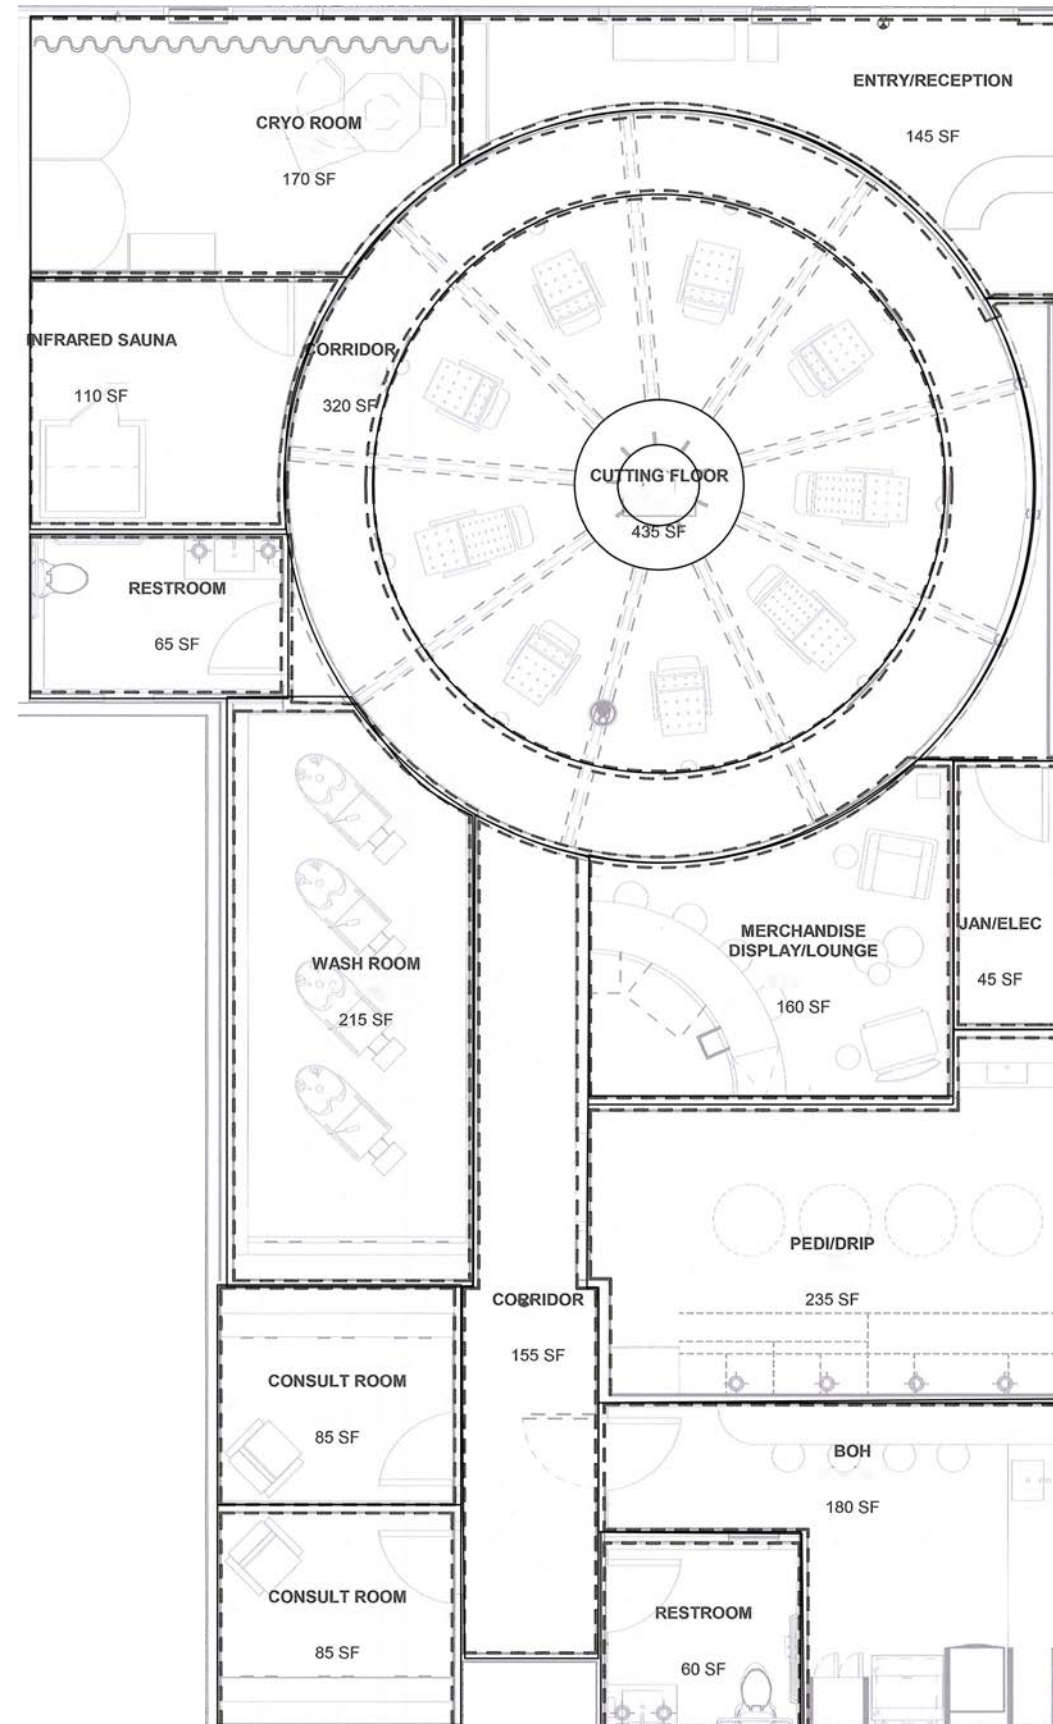 ENTRY/RECEPTION
145 SF
CRYO ROOM
170 SF
INFRARED SAUNA
110 SF
CORRIDOR
320 SF
CUTTING FLOOR
435 SF
RESTROOM
65 SF
WASH ROOM
215 SF
MERCHANDISE
DISPLAY/LOUNGE
160 SF
JAN/ELEC
45 SF
PEDI/DRIP
235 SF
CORRIDOR
155 SF
CONSULT ROOM
85 SF
BOH
180 SF
CONSULT ROOM
85 SF
RESTROOM
60 SF